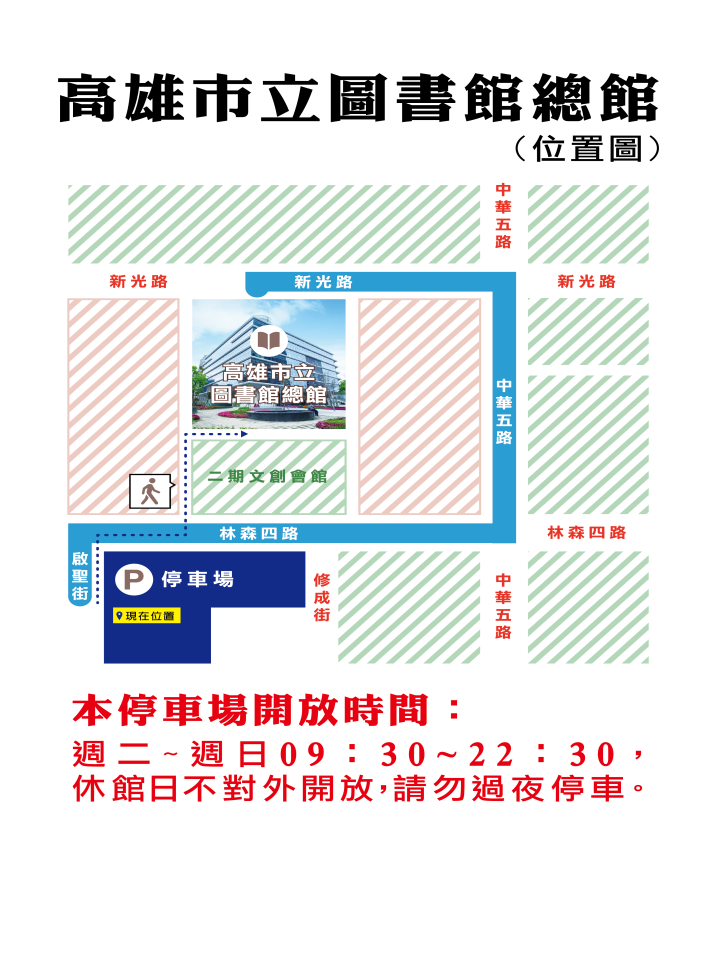 高雄市立圖書館總館
（位置圖）
中華五路
新光路
新光路
新光路
高雄市立
圖書館總館
中華五路
二期文創會館
林森四路
林森四路
啟聖街
P 停車場
現在位置
修成街
中華五路
本停車場開放時間：
週二~週日09：30~22：30，
休館日不對外開放，請勿過夜停車。